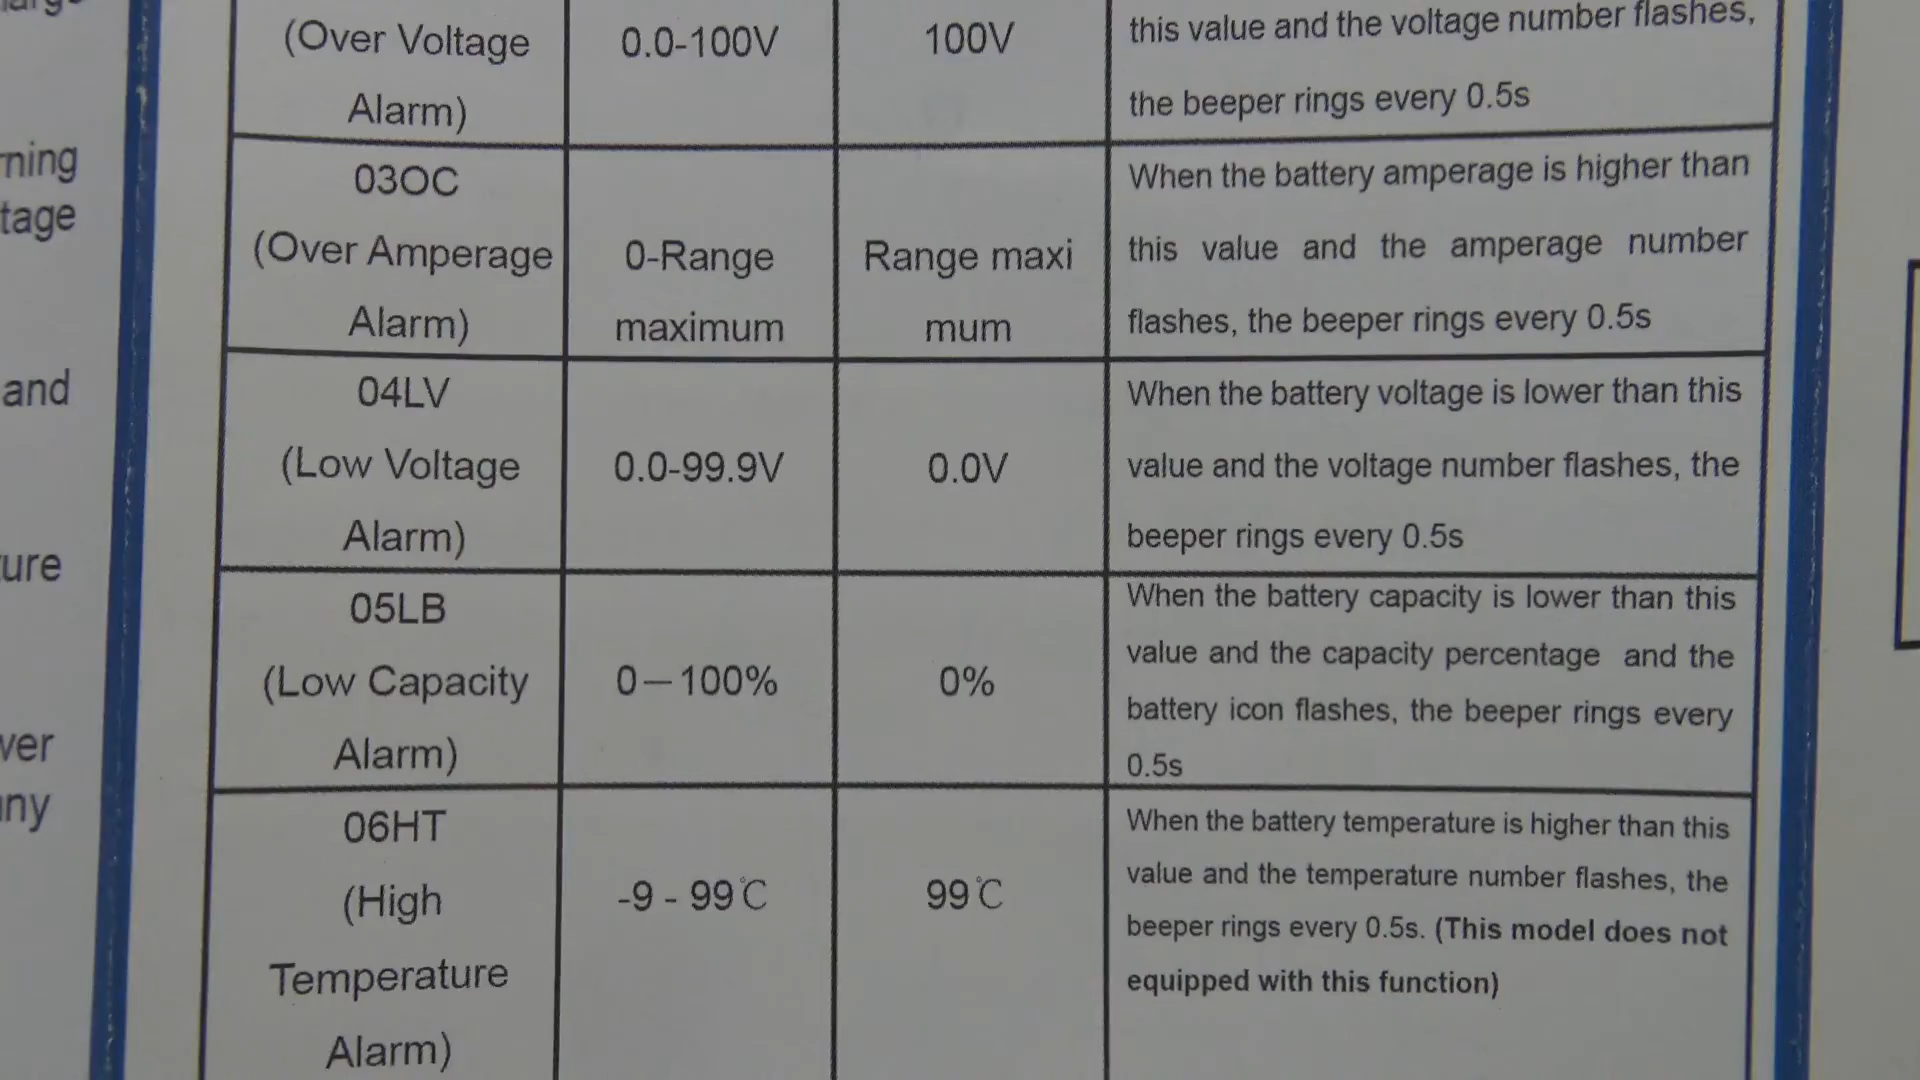 rning
tage
and
ure
ver
any
(Over Voltage
Alarm)
0.0-100V
100V
this value and the voltage number flashes,
the beeper rings every 0.5s
03OC
(Over Amperage
Alarm)
0-Range
maximum
Range maxi
mum
When the battery amperage is higher than
this value and the amperage number
flashes, the beeper rings every 0.5s
04LV
(Low Voltage
Alarm)
0.0-99.9V
0.0V
When the battery voltage is lower than this
value and the voltage number flashes, the
beeper rings every 0.5s
05LB
(Low Capacity
Alarm)
0—100%
0%
When the battery capacity is lower than this
value and the capacity percentage and the
battery icon flashes, the beeper rings every
0.5s
06HT
(High
Temperature
Alarm)
-9 - 99℃
99℃
When the battery temperature is higher than this
value and the temperature number flashes, the
beeper rings every 0.5s. (This model does not
equipped with this function)